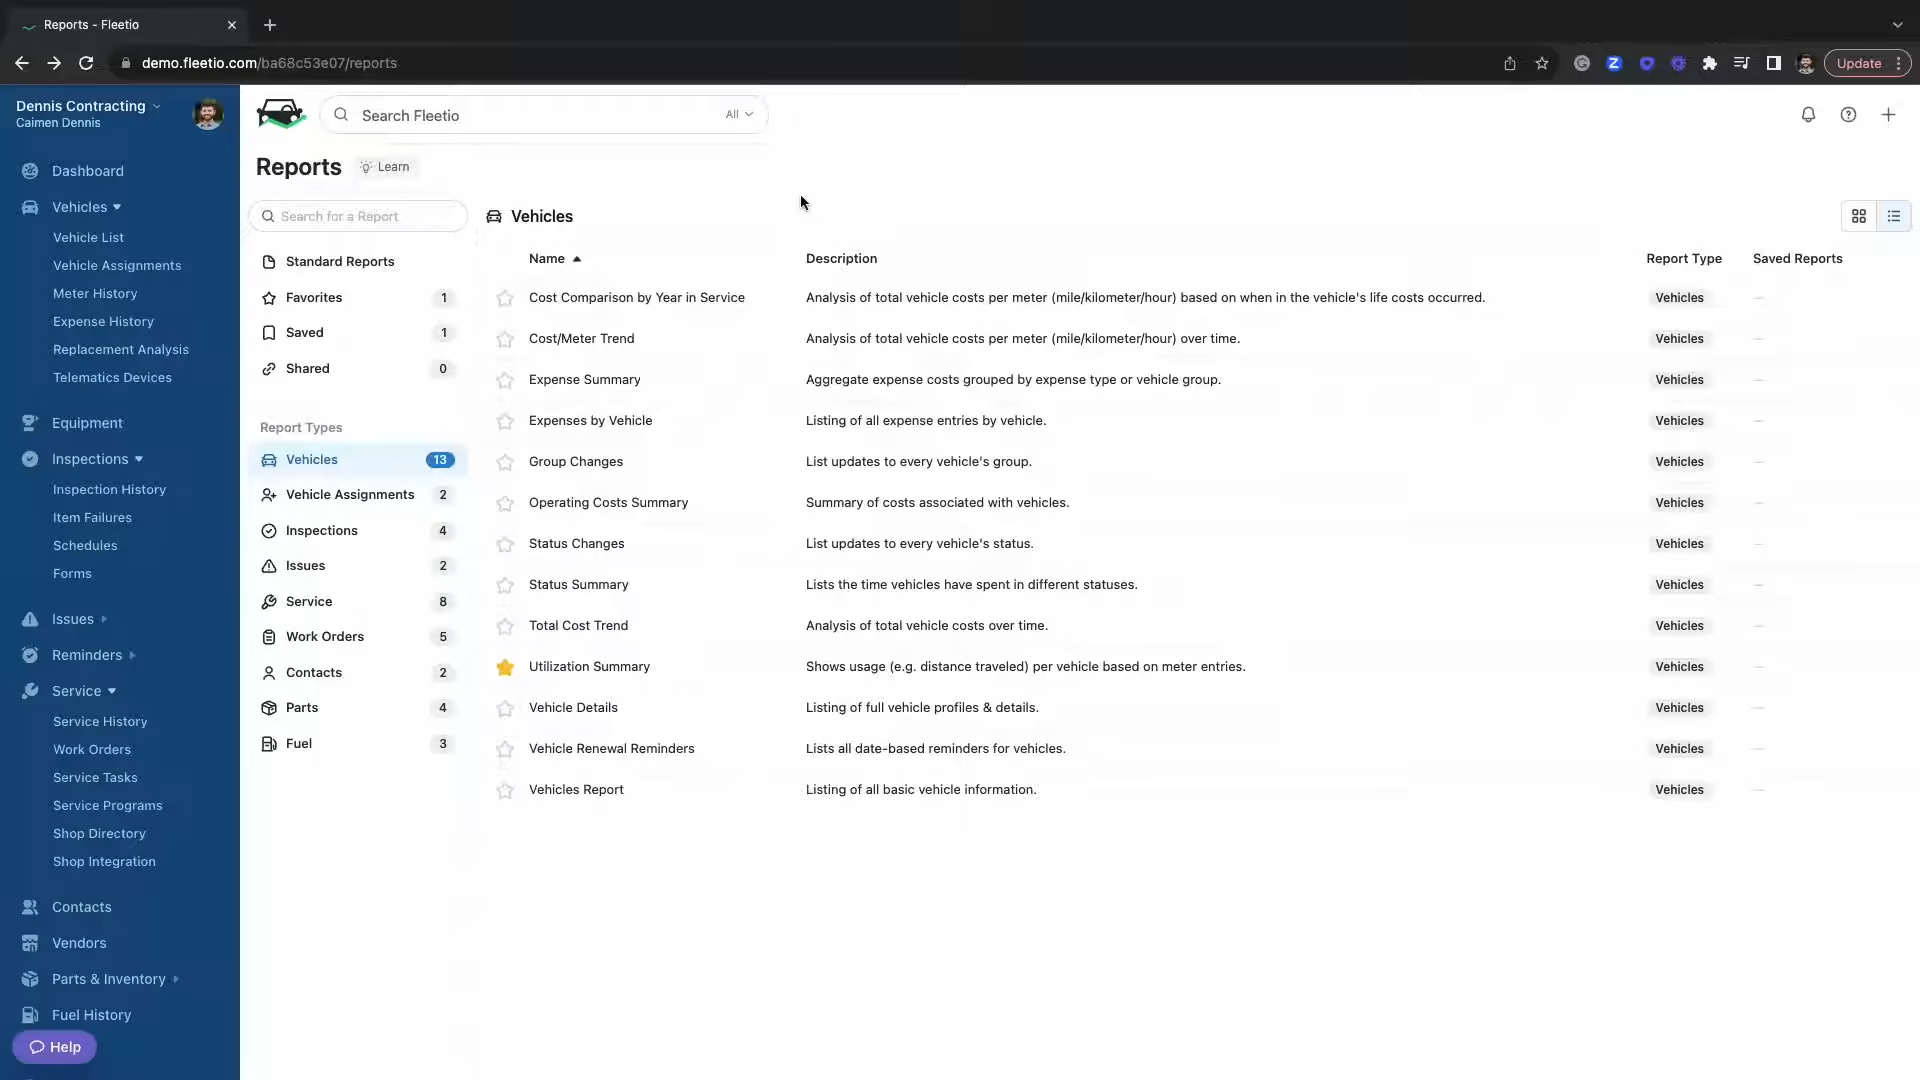 Reports - Fleetio
demo.fleetio.com/ba68c53e07/reports
Update
Dennis Contracting
Caimen Dennis
Search Fleetio
All
Dashboard
Vehicles
Vehicle List
Vehicle Assignments
Meter History
Expense History
Replacement Analysis
Telematics Devices
Equipment
Inspections
Inspection History
Item Failures
Schedules
Forms
Issues
Reminders
Service
Service History
Work Orders
Service Tasks
Service Programs
Shop Directory
Shop Integration
Contacts
Vendors
Parts & Inventory
Fuel History
Help
Reports
Learn
Search for a Report
Standard Reports
Favorites 1
Saved 1
Shared 0
Report Types
Vehicles 13
Vehicle Assignments 2
Inspections 4
Issues 2
Service 8
Work Orders 5
Contacts 2
Parts 4
Fuel 3
Vehicles
Name Description Report Type Saved Reports
Cost Comparison by Year in Service Analysis of total vehicle costs per meter (mile/kilometer/hour) based on when in the vehicle's life costs occurred. Vehicles —
Cost/Meter Trend Analysis of total vehicle costs per meter (mile/kilometer/hour) over time. Vehicles —
Expense Summary Aggregate expense costs grouped by expense type or vehicle group. Vehicles —
Expenses by Vehicle Listing of all expense entries by vehicle. Vehicles —
Group Changes List updates to every vehicle's group. Vehicles —
Operating Costs Summary Summary of costs associated with vehicles. Vehicles —
Status Changes List updates to every vehicle's status. Vehicles —
Status Summary Lists the time vehicles have spent in different statuses. Vehicles —
Total Cost Trend Analysis of total vehicle costs over time. Vehicles —
Utilization Summary Shows usage (e.g. distance traveled) per vehicle based on meter entries. Vehicles —
Vehicle Details Listing of full vehicle profiles & details. Vehicles —
Vehicle Renewal Reminders Lists all date-based reminders for vehicles. Vehicles —
Vehicles Report Listing of all basic vehicle information. Vehicles —